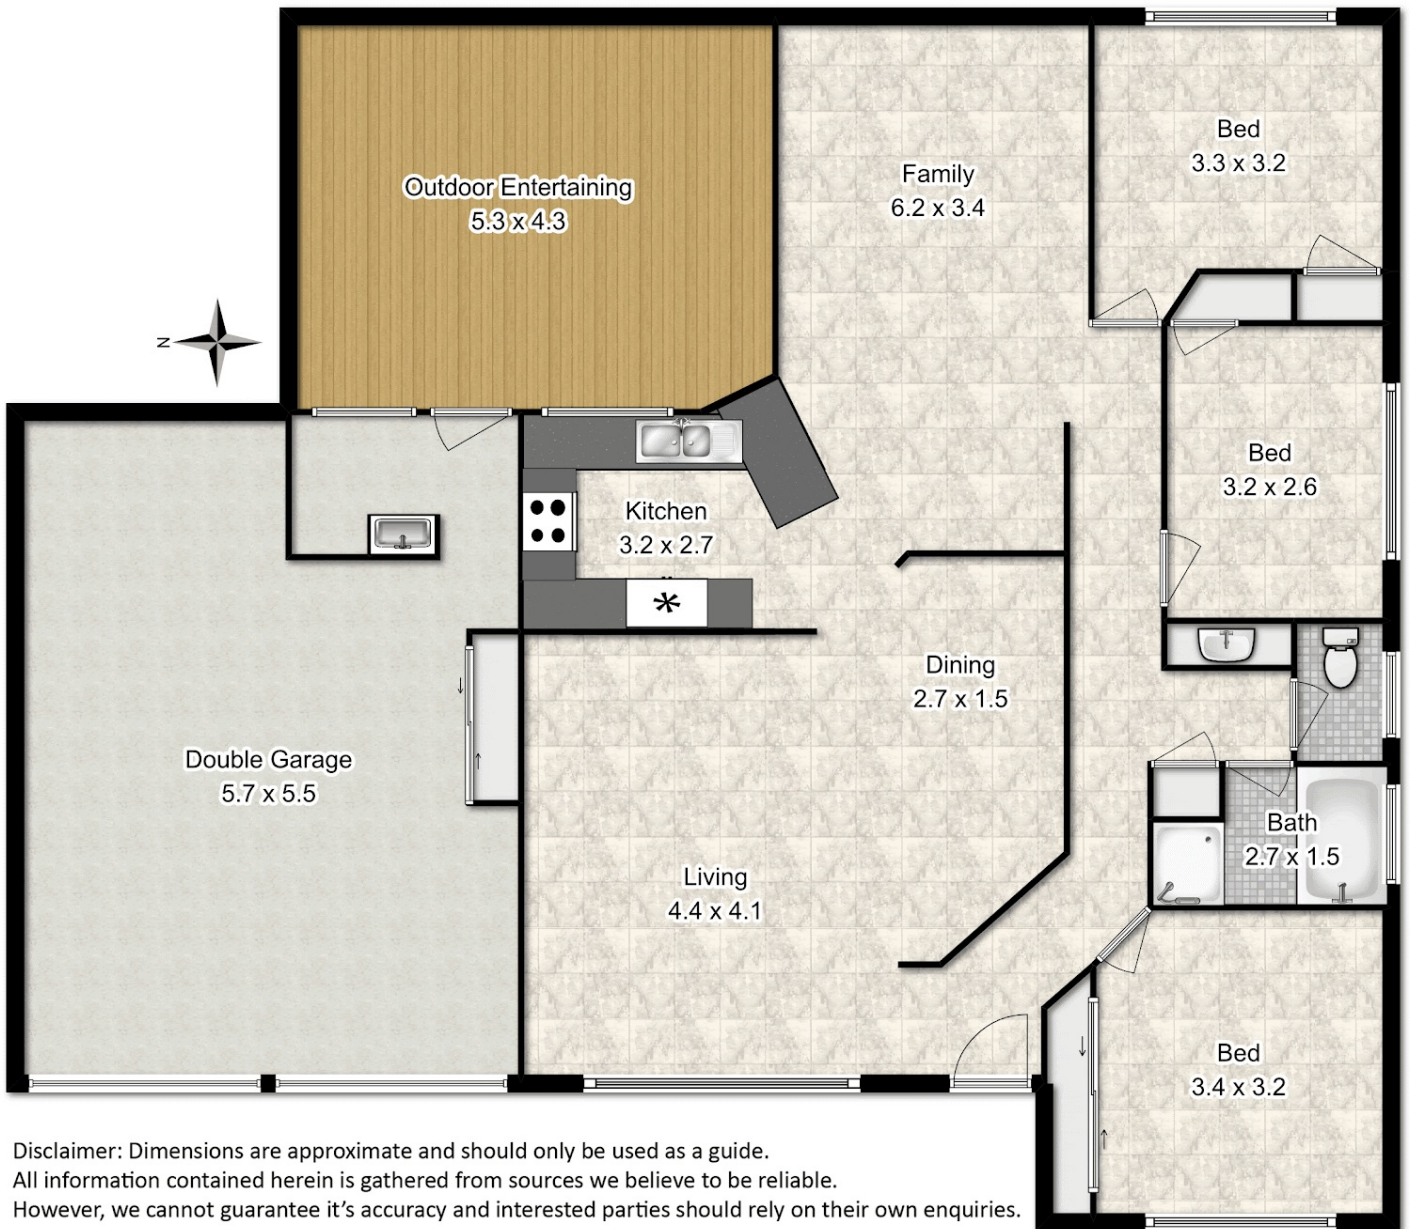 Outdoor Entertaining
5.3 x 4.3
Family
6.2 x 3.4
Bed
3.3 x 3.2
N
Bed
3.2 x 2.6
Kitchen
3.2 x 2.7
*
Dining
2.7 x 1.5
Double Garage
5.7 x 5.5
Bath
2.7 x 1.5
Living
4.4 x 4.1
Bed
3.4 x 3.2
Disclaimer: Dimensions are approximate and should only be used as a guide.
All information contained herein is gathered from sources we believe to be reliable.
However, we cannot guarantee it’s accuracy and interested parties should rely on their own enquiries.